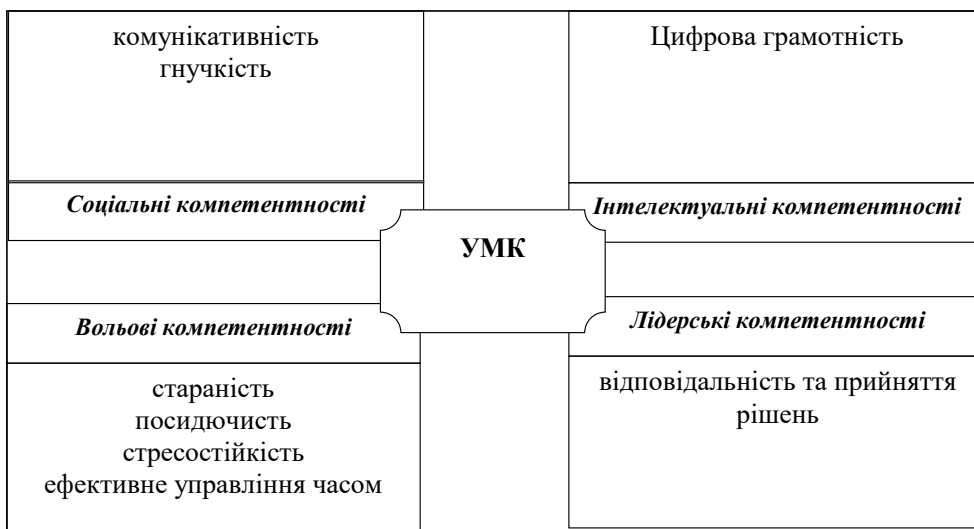 комунікативність
гнучкість
Цифрова грамотність
Соціальні компетентності
Інтелектуальні компетентності
УМК
Вольові компетентності
Лідерські компетентності
стараність
посидючисть
стресостійкість
ефективне управління часом
відповідальність та прийняття
рішень